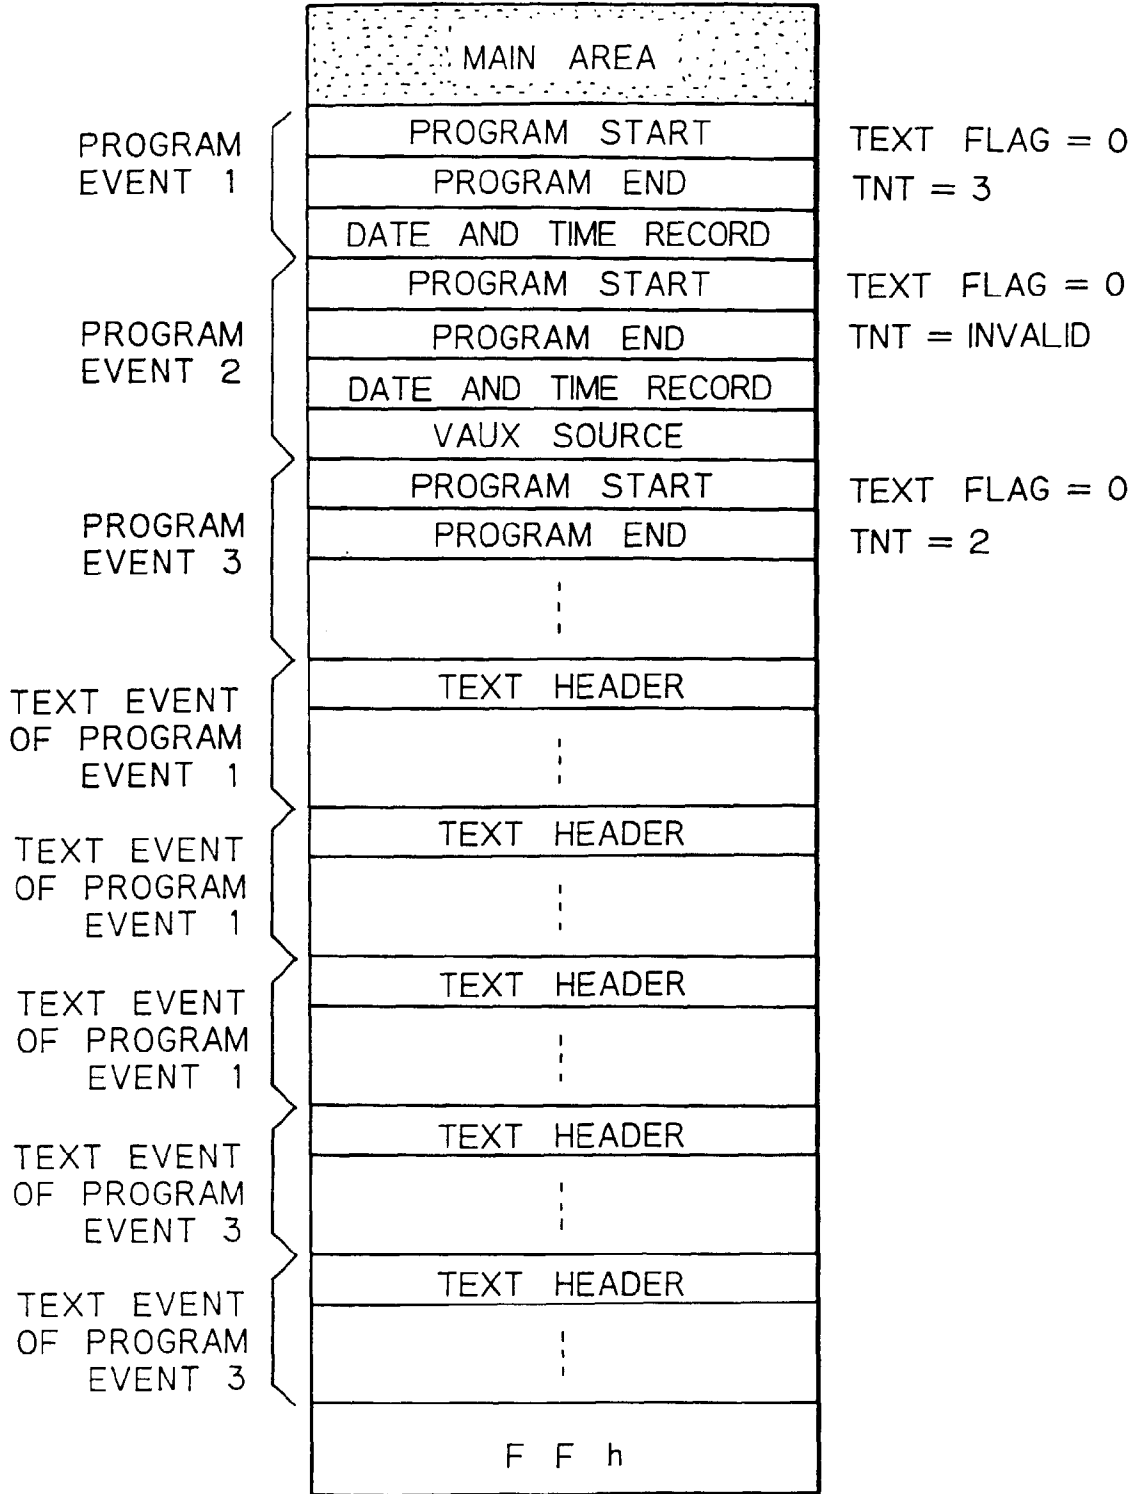 MAIN AREA
PROGRAM
EVENT 1
PROGRAM START
TEXT FLAG = 0
PROGRAM END
TNT = 3
DATE AND TIME RECORD
PROGRAM
EVENT 2
PROGRAM START
TEXT FLAG = 0
PROGRAM END
TNT = INVALID
DATE AND TIME RECORD
VAUX SOURCE
PROGRAM
EVENT 3
PROGRAM START
TEXT FLAG = 0
PROGRAM END
TNT = 2
TEXT EVENT
OF PROGRAM
EVENT 1
TEXT HEADER
TEXT EVENT
OF PROGRAM
EVENT 1
TEXT HEADER
TEXT EVENT
OF PROGRAM
EVENT 1
TEXT HEADER
TEXT EVENT
OF PROGRAM
EVENT 3
TEXT HEADER
TEXT EVENT
OF PROGRAM
EVENT 3
TEXT HEADER
F F h